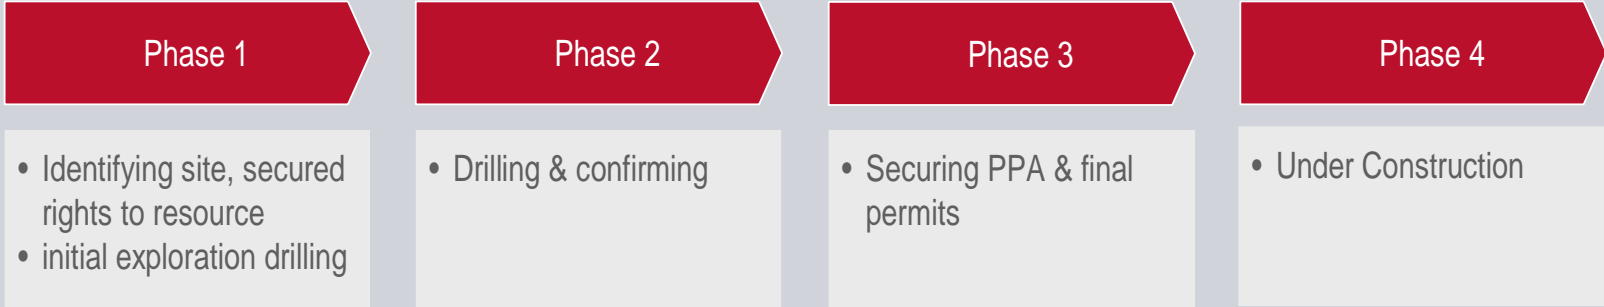 Phase 1
• Identifying site, secured
rights to resource
• initial exploration drilling
Phase 2
• Drilling & confirming
Phase 3
• Securing PPA & final
permits
Phase 4
• Under Construction